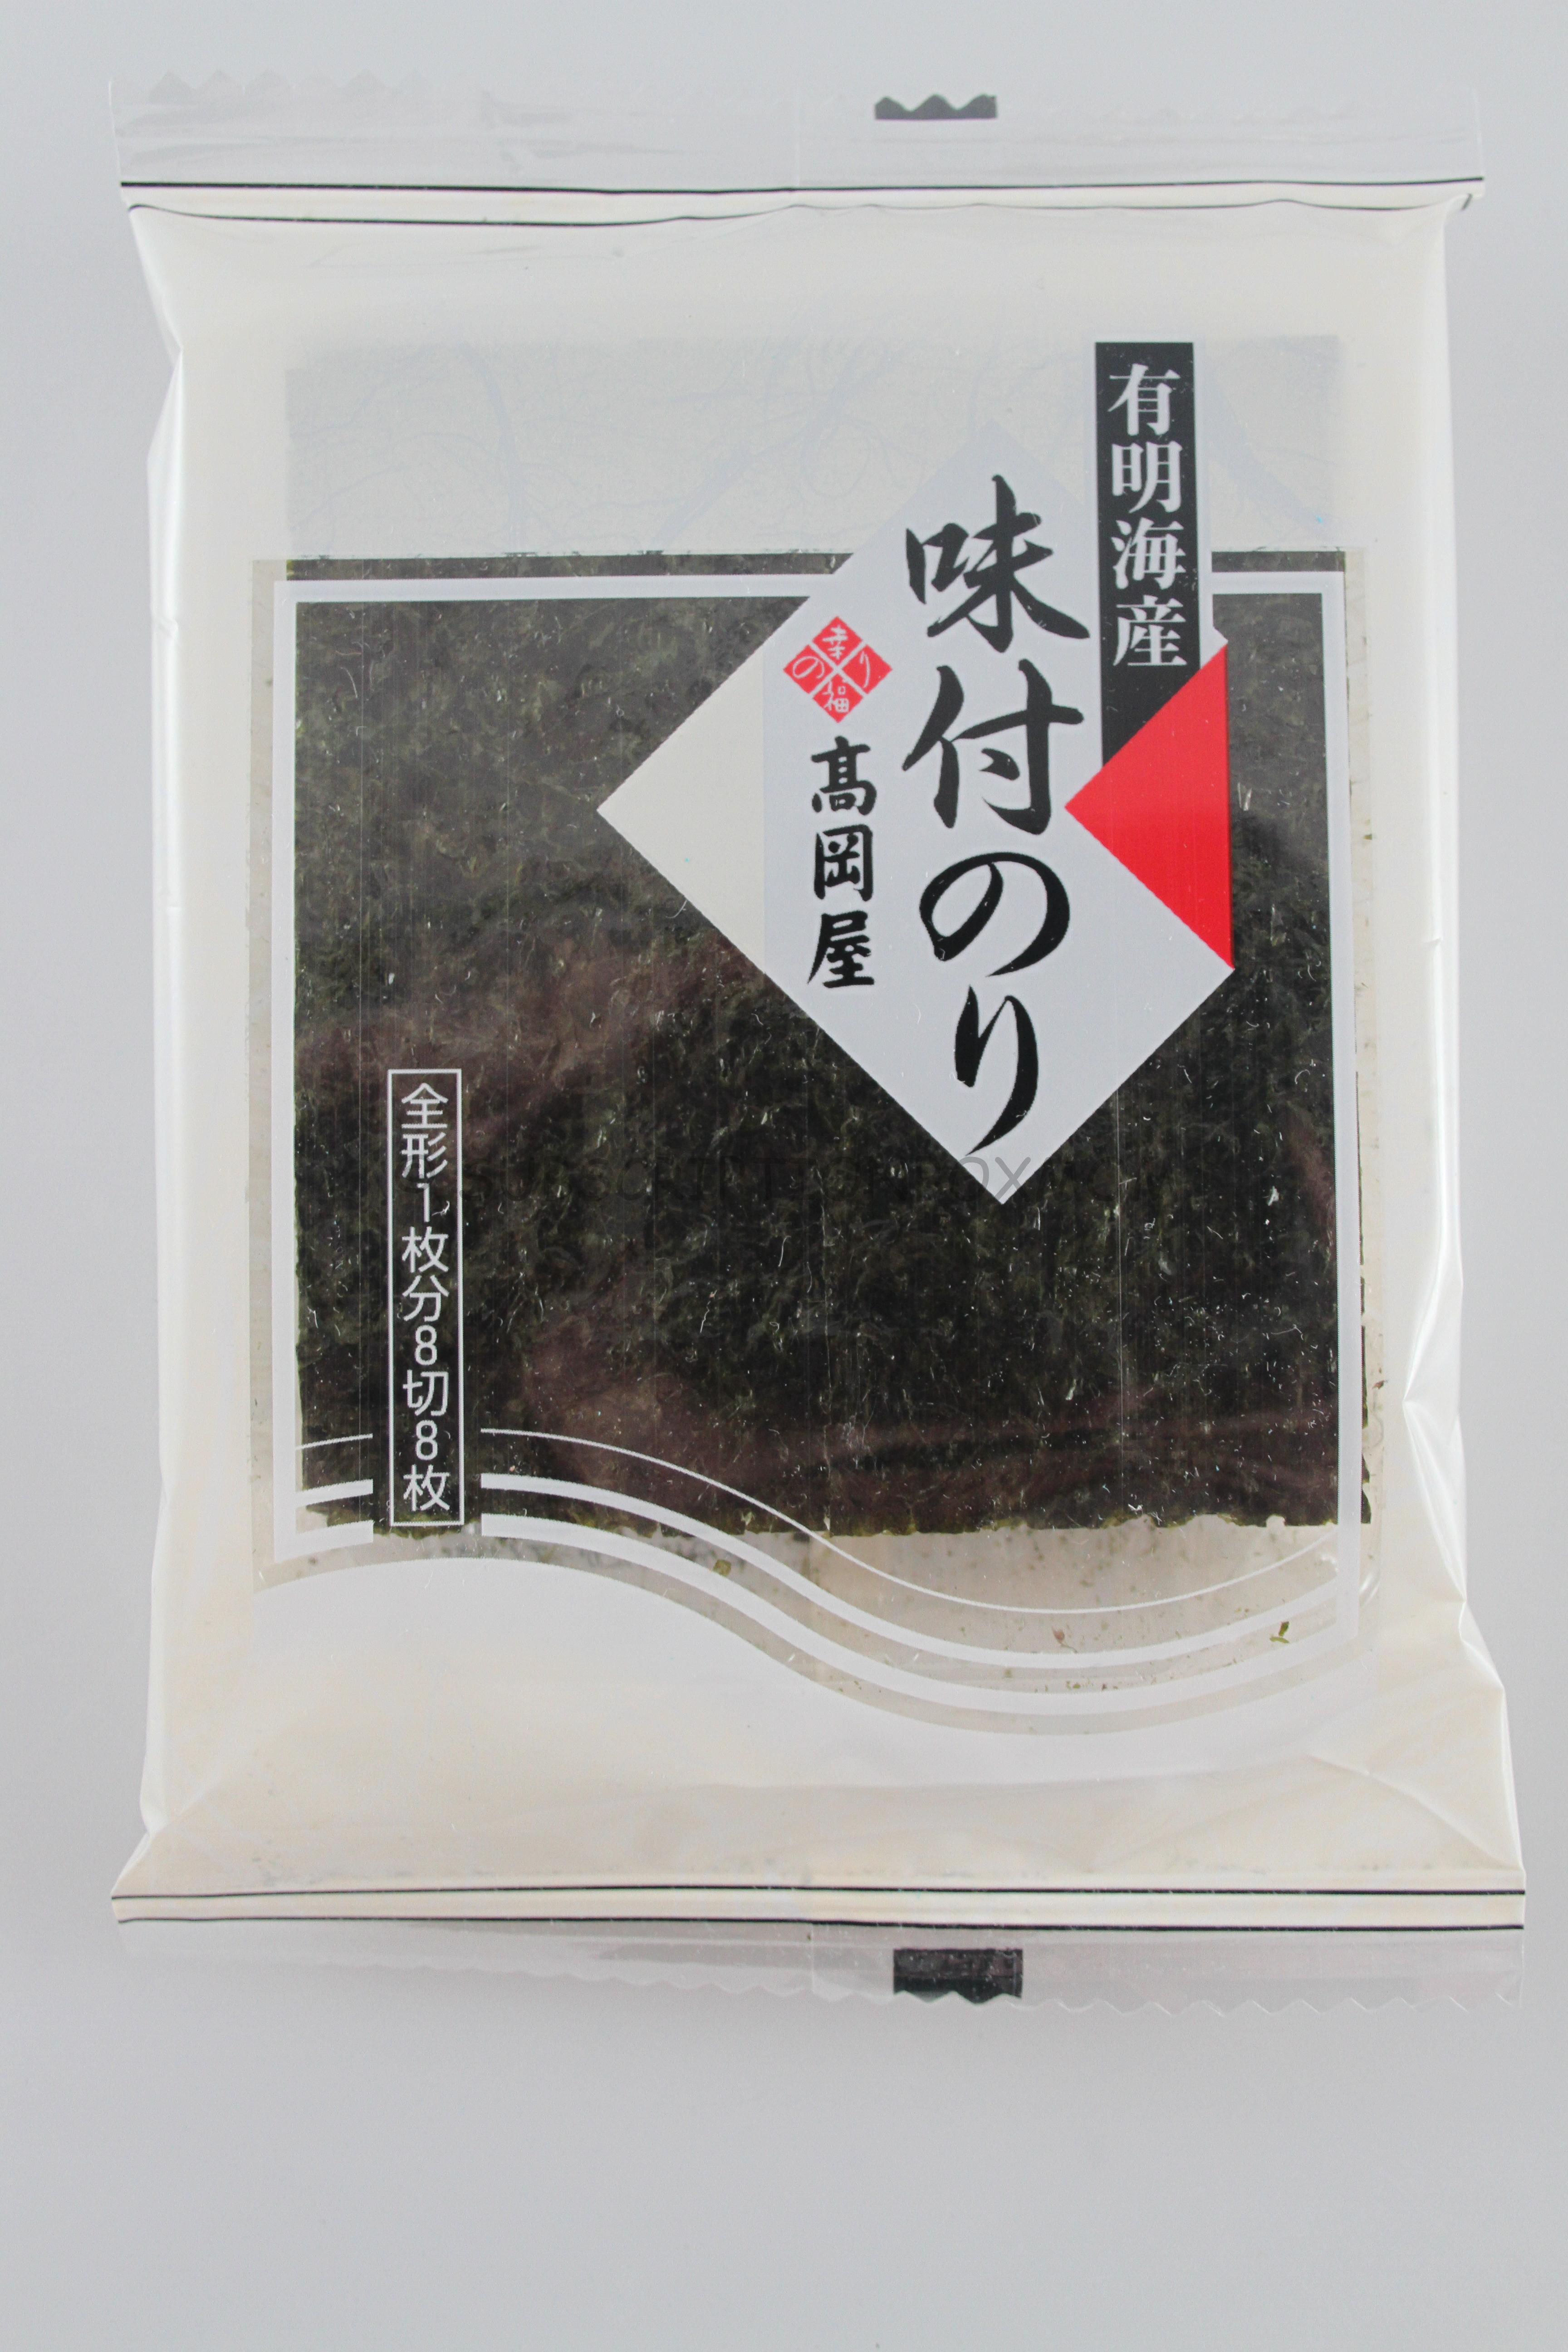 有明海産
味付のり
幸
の り
福
髙岡屋
全形1枚分8切8枚